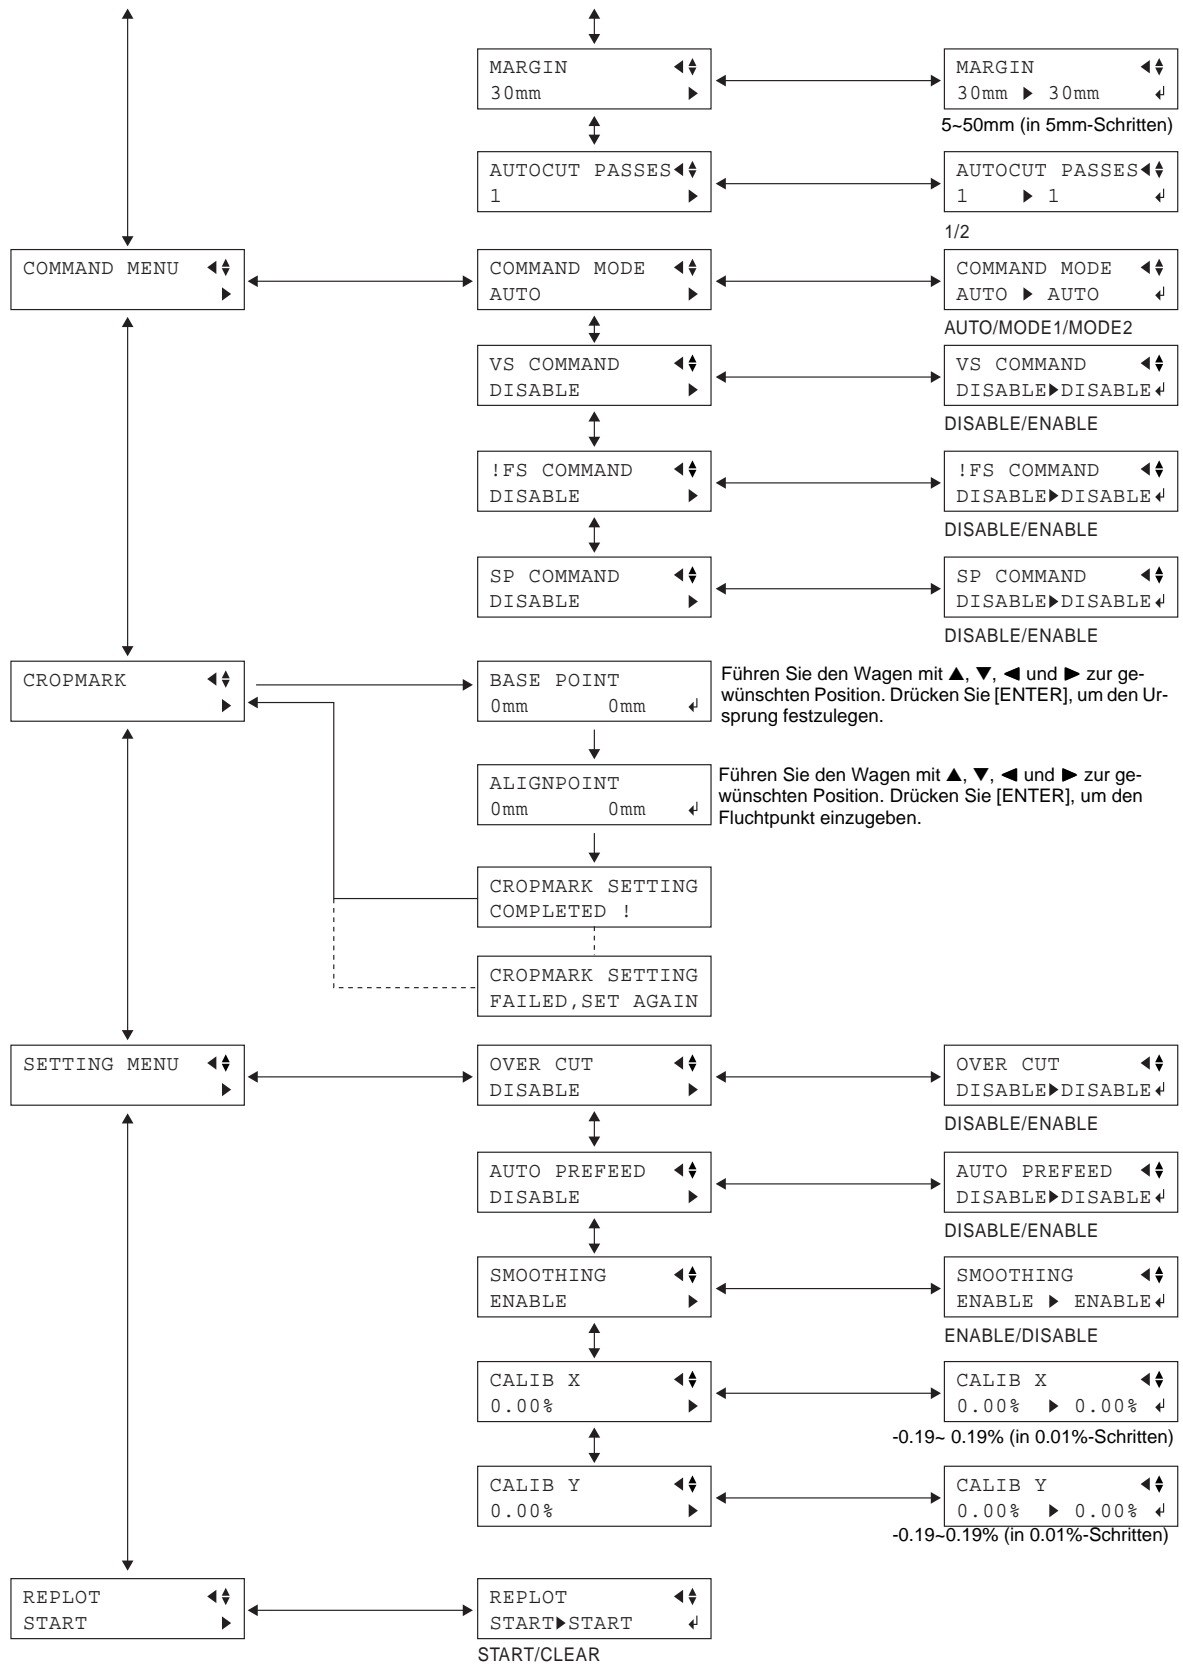 MARGIN
30mm
MARGIN
30mm ▶ 30mm
5~50mm (in 5mm-Schritten)
AUTOCUT PASSES
1
AUTOCUT PASSES
1 ▶ 1
1/2
COMMAND MENU
COMMAND MODE
AUTO
COMMAND MODE
AUTO ▶ AUTO
AUTO/MODE1/MODE2
VS COMMAND
DISABLE
VS COMMAND
DISABLE▶DISABLE
DISABLE/ENABLE
!FS COMMAND
DISABLE
!FS COMMAND
DISABLE▶DISABLE
DISABLE/ENABLE
SP COMMAND
DISABLE
SP COMMAND
DISABLE▶DISABLE
DISABLE/ENABLE
CROPMARK
BASE POINT
0mm 0mm
Führen Sie den Wagen mit ▲, ▼, ◀ und ▶ zur ge-
wünschten Position. Drücken Sie [ENTER], um den Ur-
sprung festzulegen.
ALIGNPOINT
0mm 0mm
Führen Sie den Wagen mit ▲, ▼, ◀ und ▶ zur ge-
wünschten Position. Drücken Sie [ENTER], um den
Fluchtpunkt einzugeben.
CROPMARK SETTING
COMPLETED !
CROPMARK SETTING
FAILED,SET AGAIN
SETTING MENU
OVER CUT
DISABLE
OVER CUT
DISABLE▶DISABLE
DISABLE/ENABLE
AUTO PREFEED
DISABLE
AUTO PREFEED
DISABLE▶DISABLE
DISABLE/ENABLE
SMOOTHING
ENABLE
SMOOTHING
ENABLE ▶ ENABLE
ENABLE/DISABLE
CALIB X
0.00%
CALIB X
0.00% ▶ 0.00%
-0.19~ 0.19% (in 0.01%-Schritten)
CALIB Y
0.00%
CALIB Y
0.00% ▶ 0.00%
-0.19~0.19% (in 0.01%-Schritten)
REPLOT
START
REPLOT
START▶START
START/CLEAR